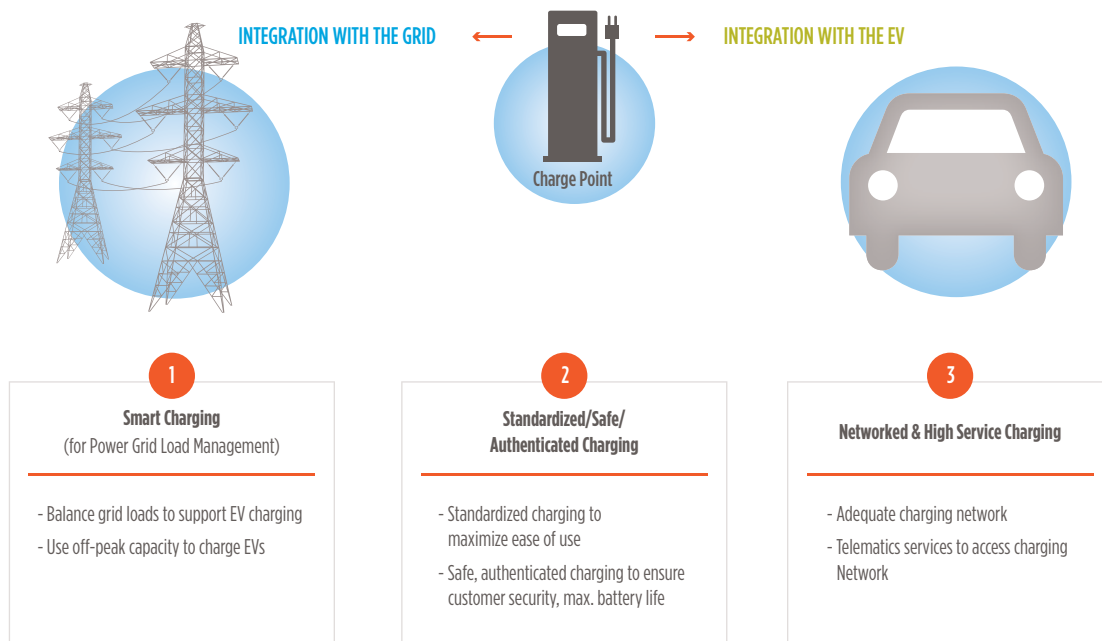 INTEGRATION WITH THE GRID
INTEGRATION WITH THE EV
Charge Point
1
Smart Charging
(for Power Grid Load Management)
- Balance grid loads to support EV charging
- Use off-peak capacity to charge EVs
2
Standardized/Safe/
Authenticated Charging
- Standardized charging to
maximize ease of use
- Safe, authenticated charging to ensure
customer security, max. battery life
3
Networked & High Service Charging
- Adequate charging network
- Telematics services to access charging
Network